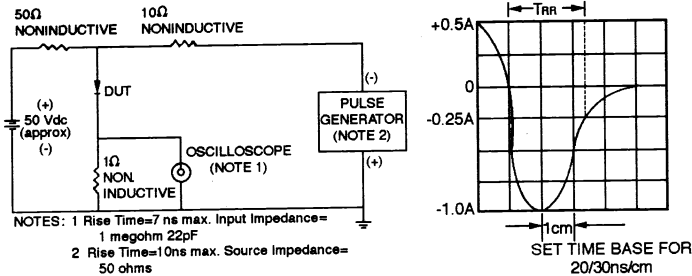 50Ω
NONINDUCTIVE
10Ω
NONINDUCTIVE
DUT
(+)
50 Vdc
(approx)
(-)
1Ω
NON.
INDUCTIVE
OSCILLOSCOPE
(NOTE 1)
(-)
PULSE
GENERATOR
(NOTE 2)
(+)
NOTES: 1 Rise Time=7 ns max. Input Impedance=
1 megohm 22pF
2 Rise Time=10ns max. Source Impedance=
50 ohms
TRR
+0.5A
0
-0.25A
-1.0A
1cm
SET TIME BASE FOR
20/30ns/cm